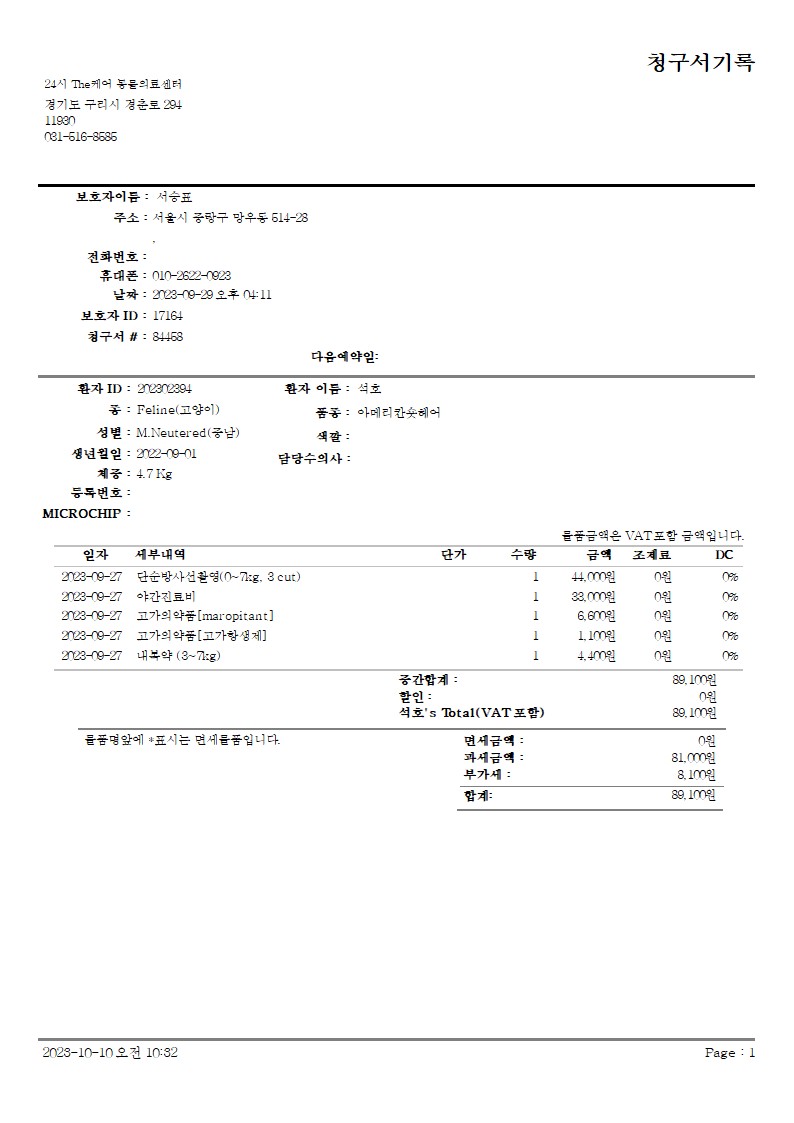 청구서기록
24시 The케어 동물의료센터
경기도 구리시 경춘로 294
11930
031-516-8585
보호자이름 : 서승표
주소 : 서울시 중랑구 망우동 514-28
,
전화번호 :
휴대폰 : 010-2622-0923
날짜 : 2023-09-29 오후 04:11
보호자 ID : 17164
청구서 # : 84458
다음예약일:
환자 ID : 202302394 환자 이름 : 석호
종 : Feline(고양이) 품종 : 아메리칸숏헤어
성별 : M.Neutered(중남) 색깔 :
생년월일 : 2022-09-01 담당수의사 :
체중 : 4.7 Kg
등록번호 :
MICROCHIP :
물품금액은 VAT포함 금액입니다.
일자 세부내역 단가 수량 금액 조제료 DC
2023-09-27 단순방사선촬영(0~7kg, 3 cut) 1 44,000원 0원 0%
2023-09-27 야간진료비 1 33,000원 0원 0%
2023-09-27 고가의약품[maropitant] 1 6,600원 0원 0%
2023-09-27 고가의약품[고가항생제] 1 1,100원 0원 0%
2023-09-27 내복약 (3~7kg) 1 4,400원 0원 0%
중간합계 : 89,100원
할인 : 0원
석호's Total(VAT포함) 89,100원
물품명앞에 *표시는 면세물품입니다.
면세금액 : 0원
과세금액 : 81,000원
부가세 : 8,100원
합계: 89,100원
2023-10-10 오전 10:32 Page : 1